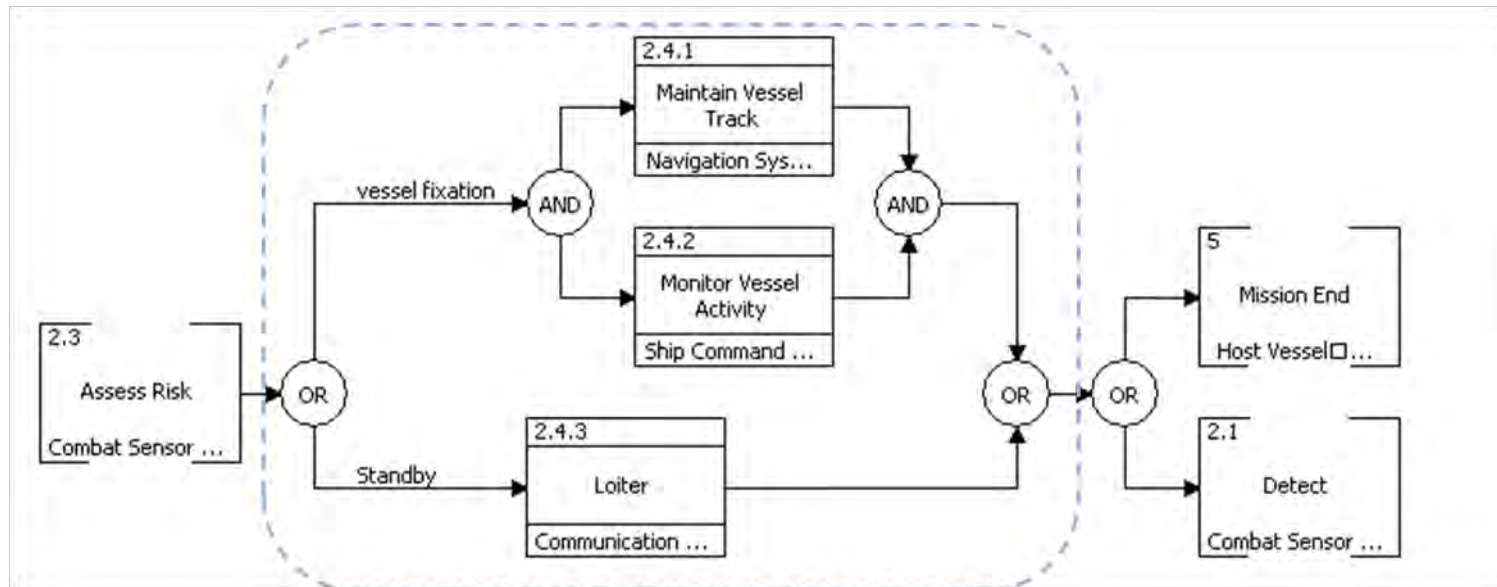 2.4.1
Maintain Vessel
Track
Navigation Sys...
vessel fixation
AND
AND
2.4.2
Monitor Vessel
Activity
Ship Command ...
2.3
Assess Risk
Combat Sensor ...
OR
Standby
2.4.3
Loiter
Communication ...
OR
OR
5
Mission End
Host Vessel□...
2.1
Detect
Combat Sensor ...